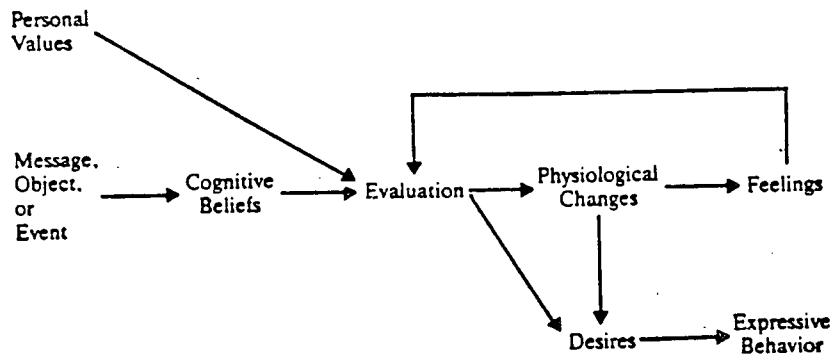 Personal
Values
Message,
Object,
or
Event
Cognitive
Beliefs
Evaluation
Physiological
Changes
Feelings
Desires
Expressive
Behavior